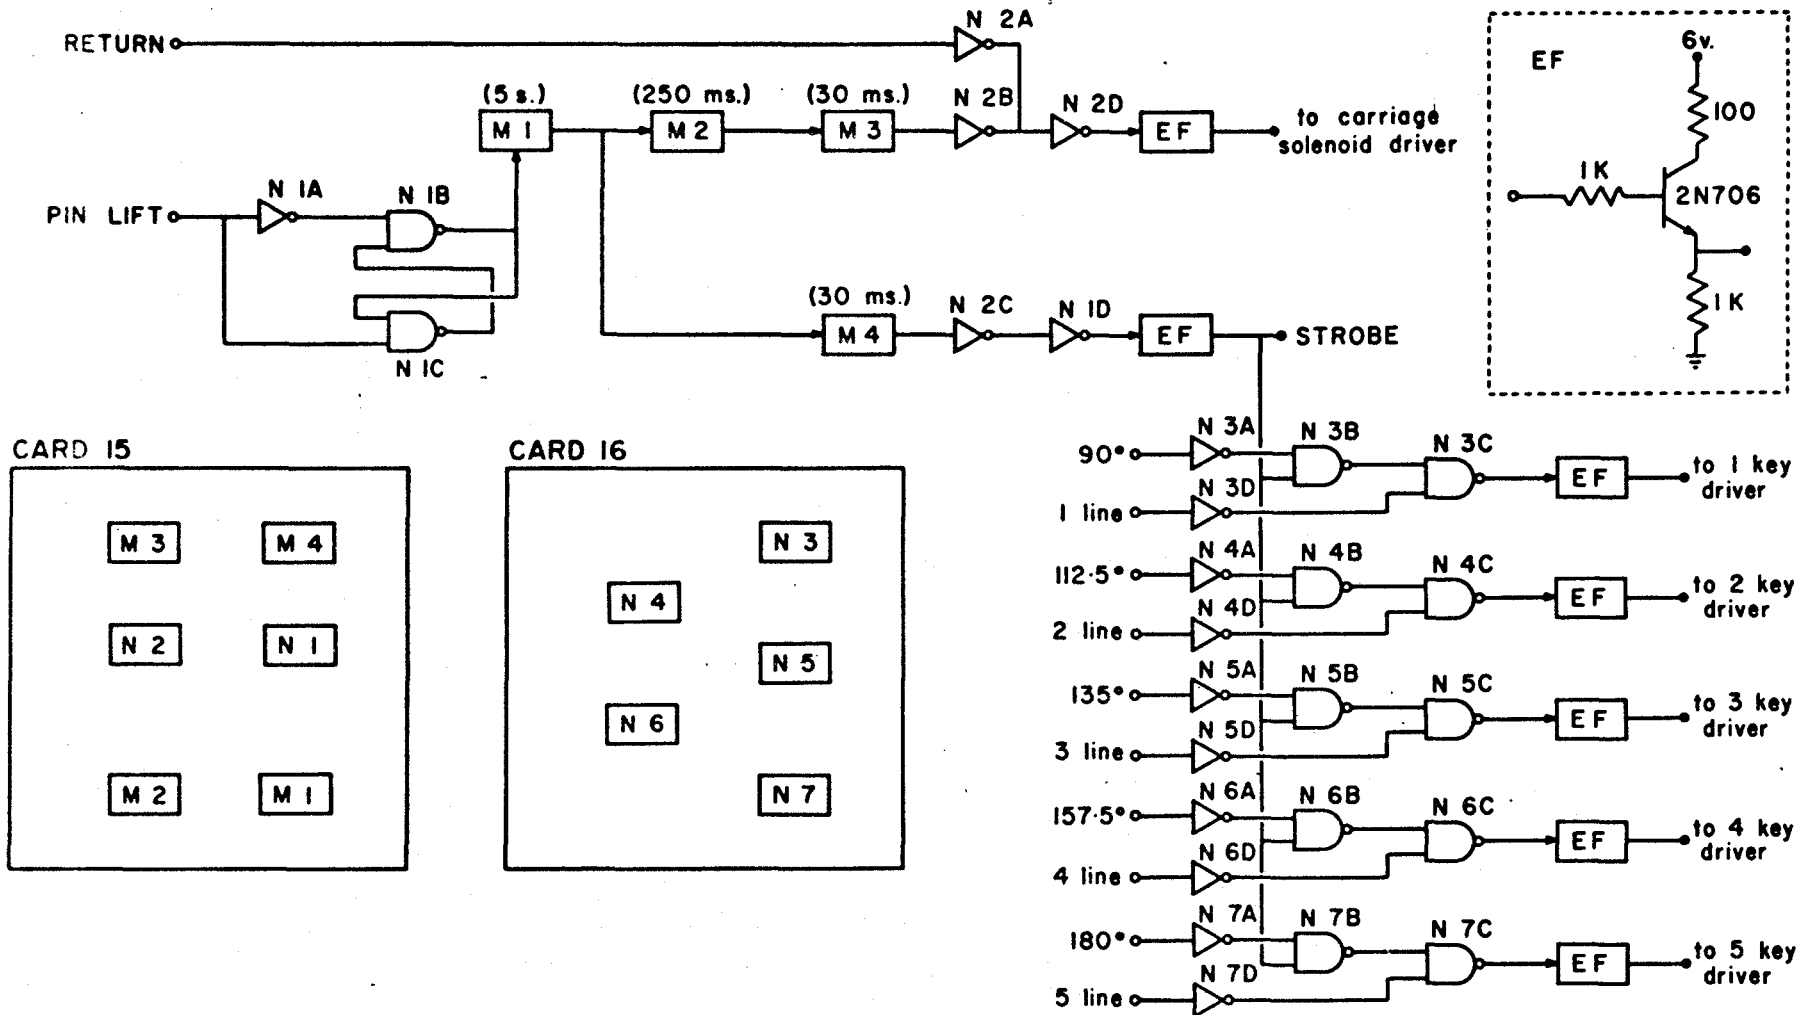 RETURN
N 2A
(5 s.)
M 1
(250 ms.)
M 2
(30 ms.)
M 3
N 2B
N 2D
EF
to carriage
solenoid driver
PIN LIFT
N 1A
N 1B
N 1C
(30 ms.)
M 4
N 2C
N 1D
EF
STROBE
EF
6v.
100
1K
2N706
1K
CARD 15
M 3
M 4
N 2
N 1
M 2
M 1
CARD 16
N 3
N 4
N 5
N 6
N 7
90°
N 3A
N 3B
N 3C
EF
to 1 key
driver
1 line
N 3D
112·5°
N 4A
N 4B
N 4C
EF
to 2 key
driver
2 line
N 4D
135°
N 5A
N 5B
N 5C
EF
to 3 key
driver
3 line
N 5D
157·5°
N 6A
N 6B
N 6C
EF
to 4 key
driver
4 line
N 6D
180°
N 7A
N 7B
N 7C
EF
to 5 key
driver
5 line
N 7D